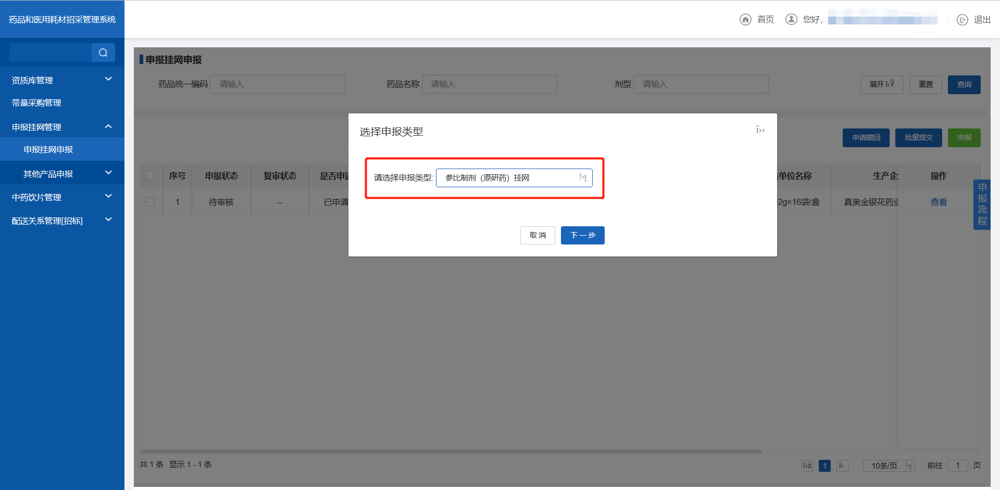 药品和医用耗材招采管理系统
首页
您好,
退出
资质库管理
带量采购管理
申报挂网管理
申报挂网申报
其他产品申报
中药饮片管理
配送关系管理[招标]
申报挂网申报
药品统一编码 请输入
药品名称 请输入
剂型 请输入
展开 î›Ÿ
重置
查询
申请撤回
批量提交
申报
选择申报类型
î››
请选择申报类型: 参比制剂（原研药）挂网
取 消
下 一 步
序号 申报状态 复审状态 是否申 单位名称 生产企 操作
1 待审核 -- 已申请 2g×16袋/盒 真奥金银花药业 查看
申报流程
共 1 条 显示 1 - 1 条
î›ž 1 î› 10条/页 前往 1 页